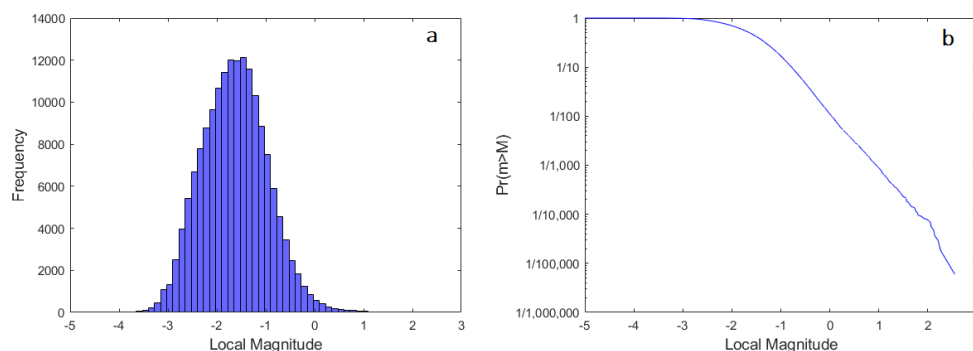 a
14000
12000
10000
8000
6000
4000
2000
0
Frequency
-5 -4 -3 -2 -1 0 1 2 3
Local Magnitude
b
1
1/10
1/100
1/1,000
1/10,000
1/100,000
1/1,000,000
Pr(m>M)
-5 -4 -3 -2 -1 0 1 2
Local Magnitude